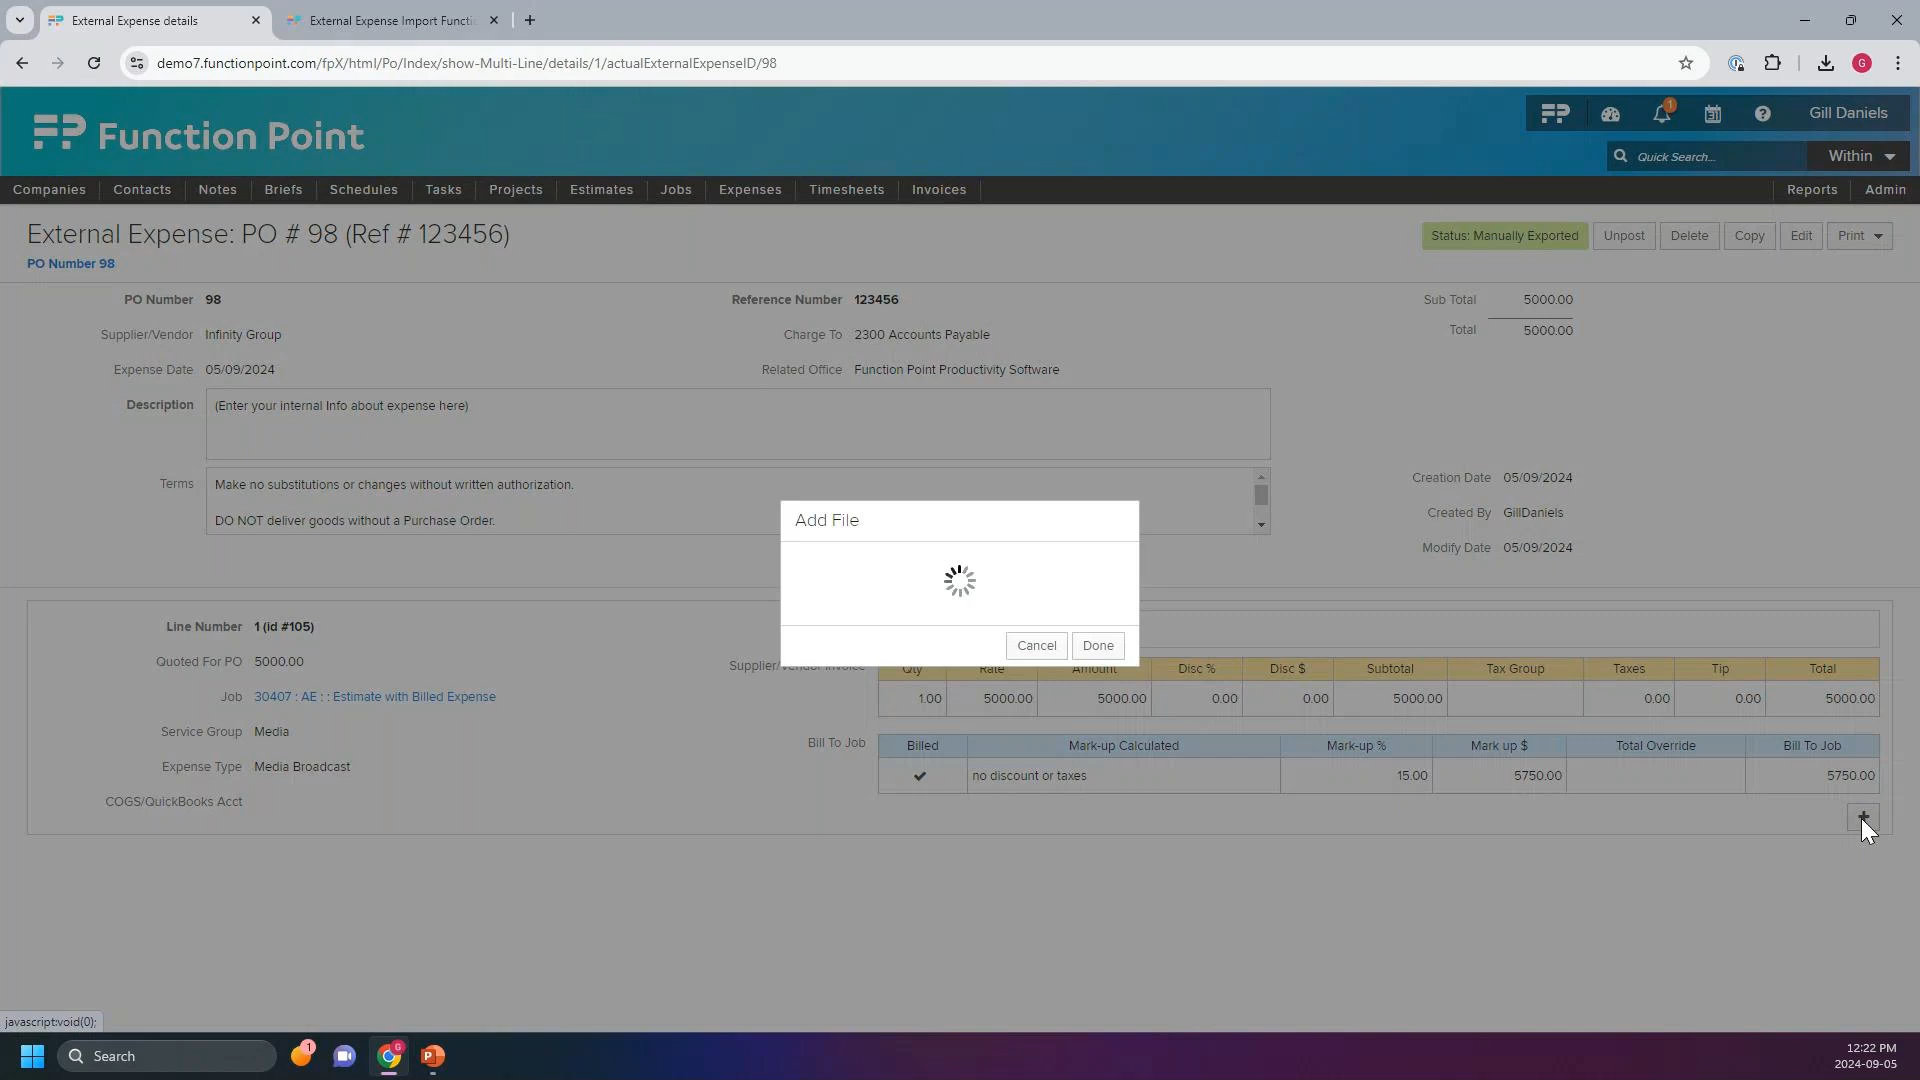 External Expense details
External Expense Import Functi
demo7.functionpoint.com/fpX/html/Po/Index/show-Multi-Line/details/1/actualExternalExpenseID/98
G
FP Function Point
FP
1
31
?
Gill Daniels
Quick Search...
Within
Companies
Contacts
Notes
Briefs
Schedules
Tasks
Projects
Estimates
Jobs
Expenses
Timesheets
Invoices
Reports
Admin
External Expense: PO # 98 (Ref # 123456)
Status: Manually Exported
Unpost
Delete
Copy
Edit
Print
PO Number 98
PO Number 98
Reference Number 123456
Sub Total 5000.00
Supplier/Vendor Infinity Group
Charge To 2300 Accounts Payable
Total 5000.00
Expense Date 05/09/2024
Related Office Function Point Productivity Software
Description (Enter your internal Info about expense here)
Terms Make no substitutions or changes without written authorization.
DO NOT deliver goods without a Purchase Order.
Creation Date 05/09/2024
Created By GillDaniels
Modify Date 05/09/2024
Add File
Cancel
Done
Line Number 1 (id #105)
Quoted For PO 5000.00
Job 30407 : AE : : Estimate with Billed Expense
Service Group Media
Expense Type Media Broadcast
COGS/QuickBooks Acct
Supplier/Vendor Invoice
Qty Rate Amount Disc % Disc $ Subtotal Tax Group Taxes Tip Total
1.00 5000.00 5000.00 0.00 0.00 5000.00 0.00 0.00 5000.00
Bill To Job
Billed Mark-up Calculated Mark-up % Mark up $ Total Override Bill To Job
no discount or taxes 15.00 5750.00 5750.00
javascript:void(0);
Search
1
G
P
12:22 PM
2024-09-05